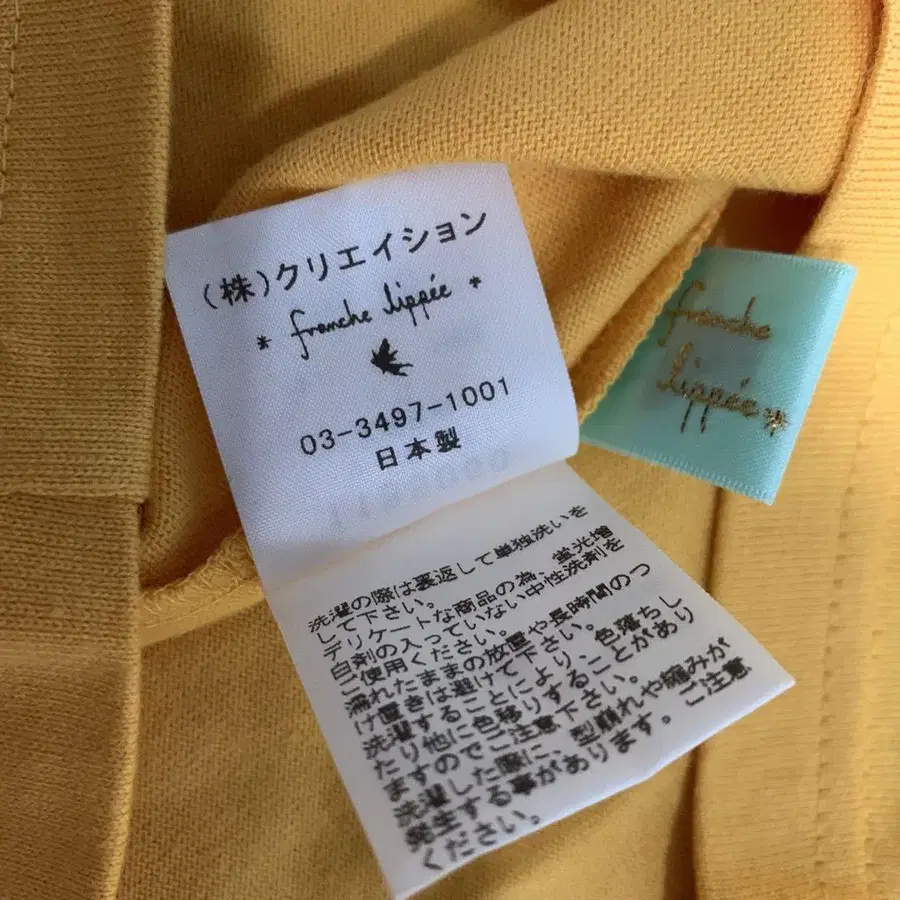 (株)クリエイション
* franche lippée *
03-3497-1001
日本製
洗濯の際は裏返して単独洗いを
して下さい。
デリケートな商品の為、蛍光増
白剤の入っていない中性洗剤を
ご使用ください。
濡れたままの放置や長時間のつ
け置きは避けて下さい。
洗濯することにより、色落ちし
たり他に色移りすることがあり
ますのでご注意下さい。
洗濯した際に、型崩れや縮みが
発生する事があります。ご注意
ください。
franche
lippée*